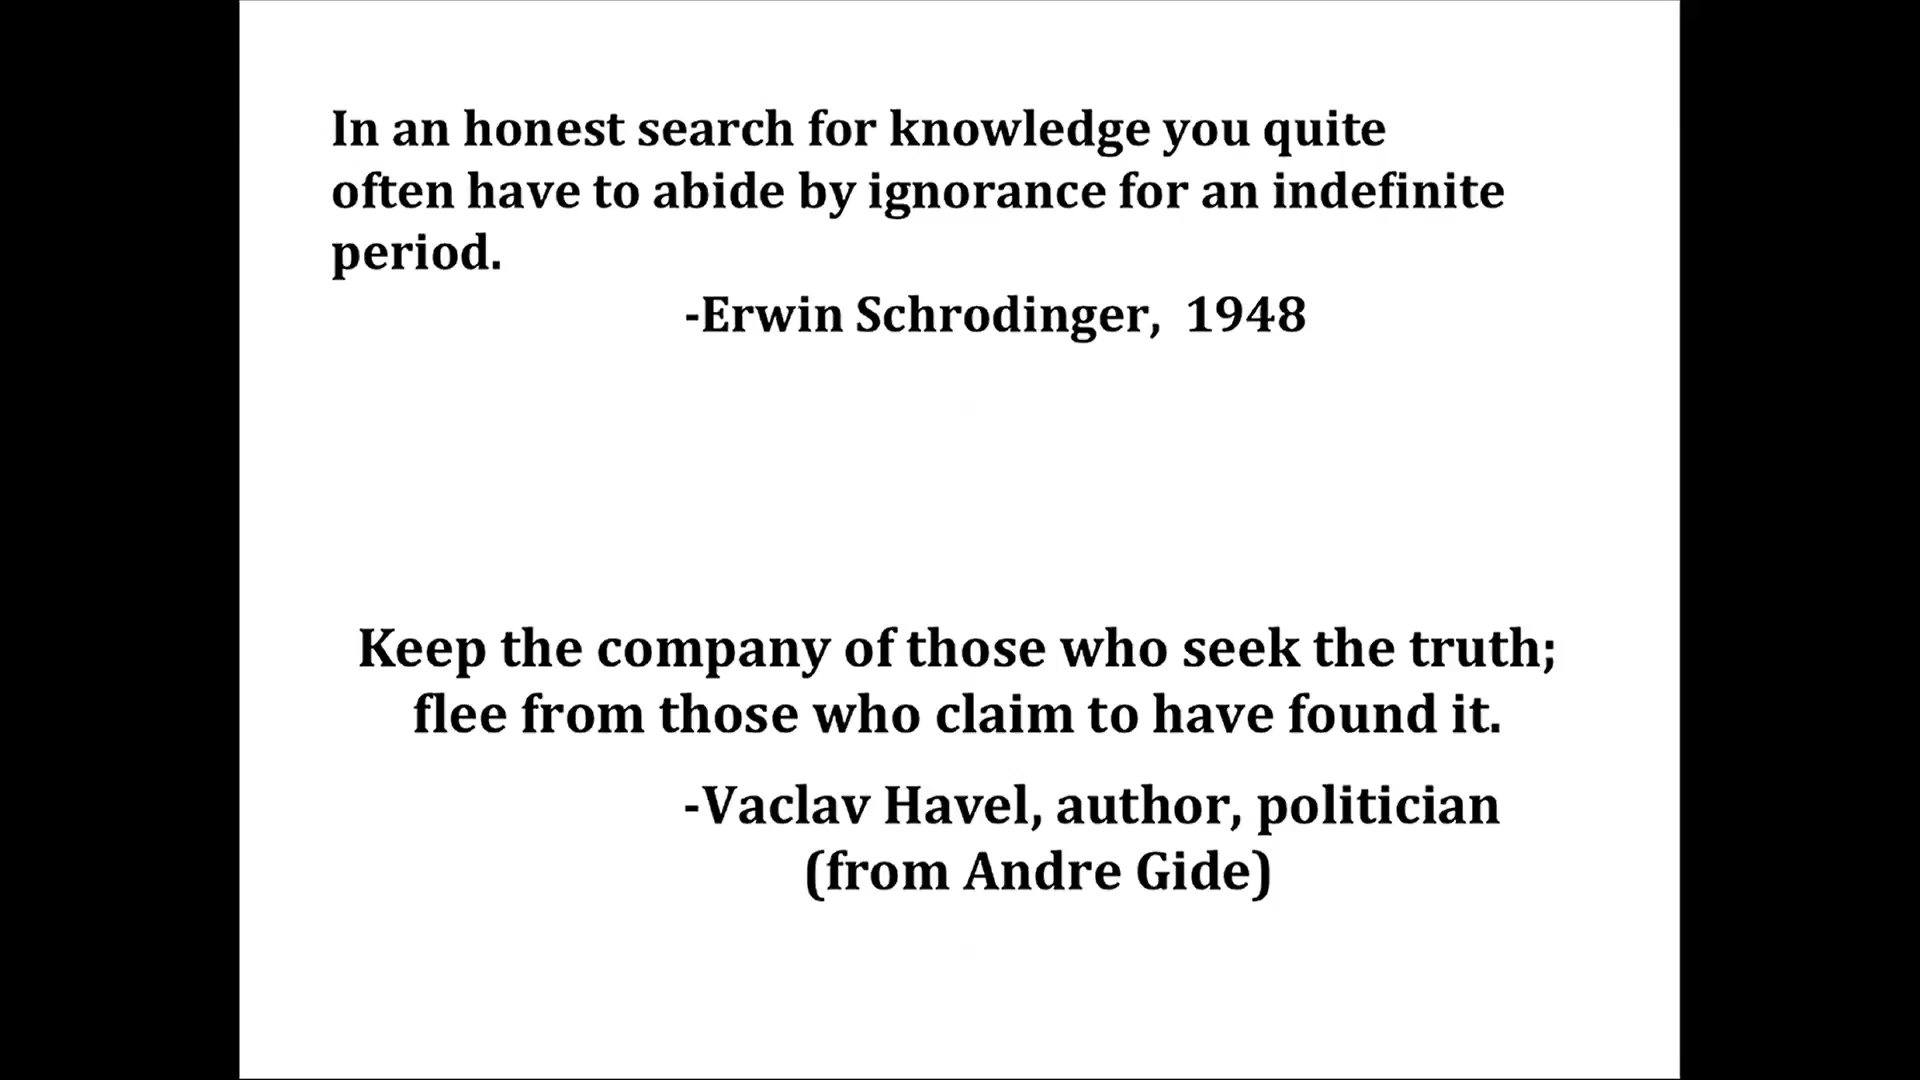 In an honest search for knowledge you quite
often have to abide by ignorance for an indefinite
period.
-Erwin Schrodinger, 1948
Keep the company of those who seek the truth;
flee from those who claim to have found it.
-Vaclav Havel, author, politician
(from Andre Gide)